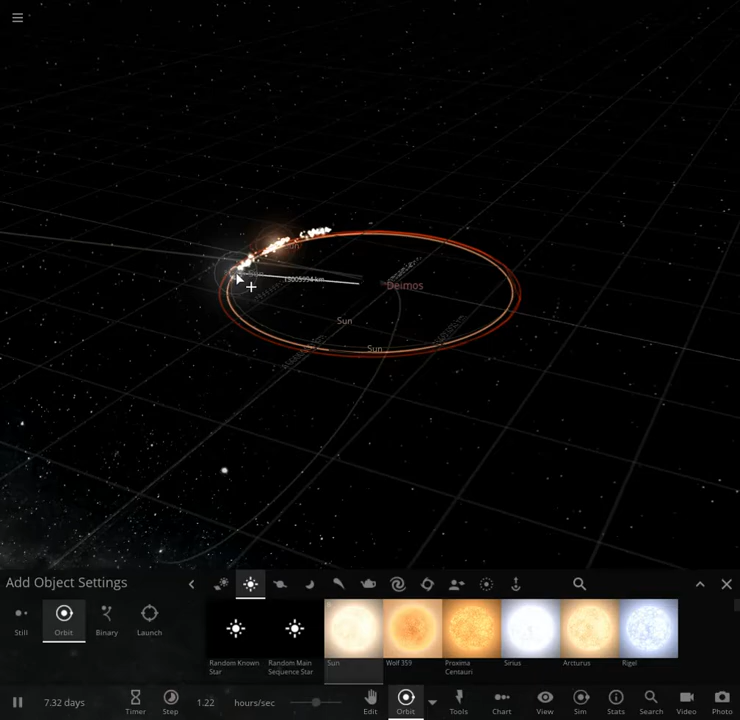 13005994 km
Deimos
Sun
Sun
Add Object Settings
Still
Orbit
Binary
Launch
Random Known Star
Random Main Sequence Star
Sun
Wolf 359
Proxima Centauri
Sirius
Arcturus
Rigel
7.32 days
Timer
Step
1.22
hours/sec
Edit
Orbit
Tools
Chart
View
Sim
Stats
Search
Video
Photo